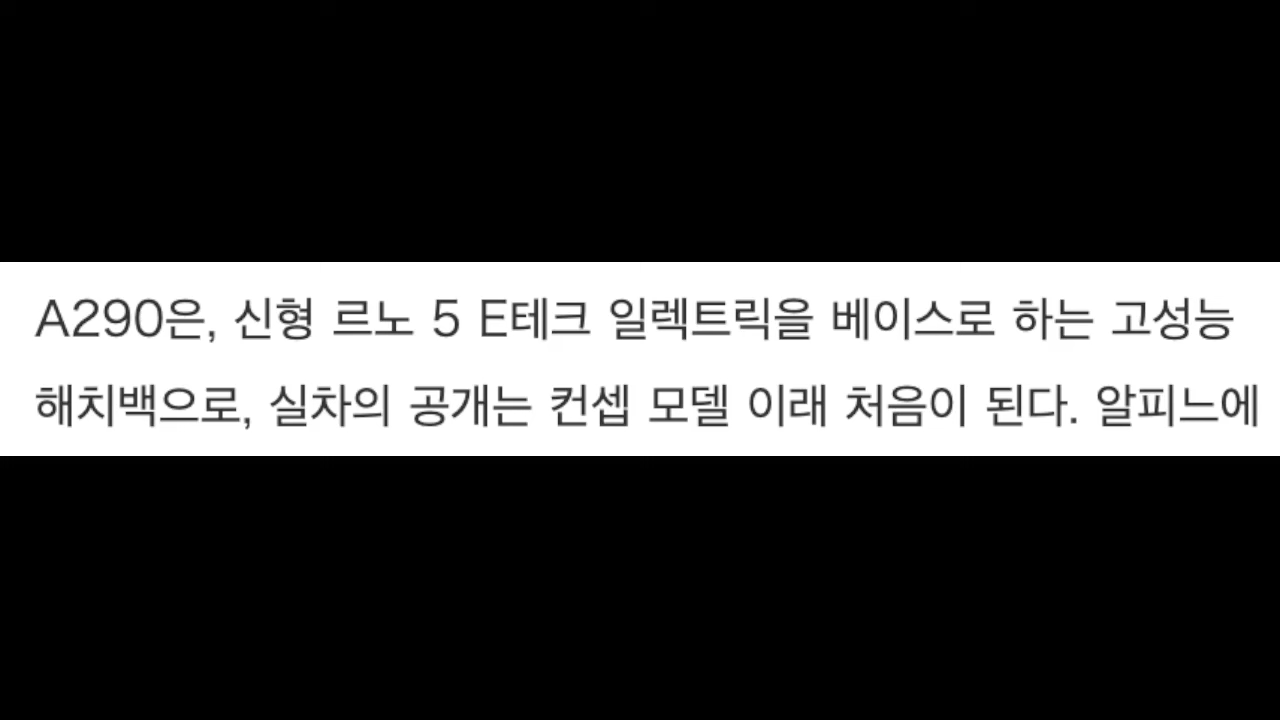 A290은, 신형 르노 5 E테크 일렉트릭을 베이스로 하는 고성능
해치백으로, 실차의 공개는 컨셉 모델 이래 처음이 된다. 알피느에